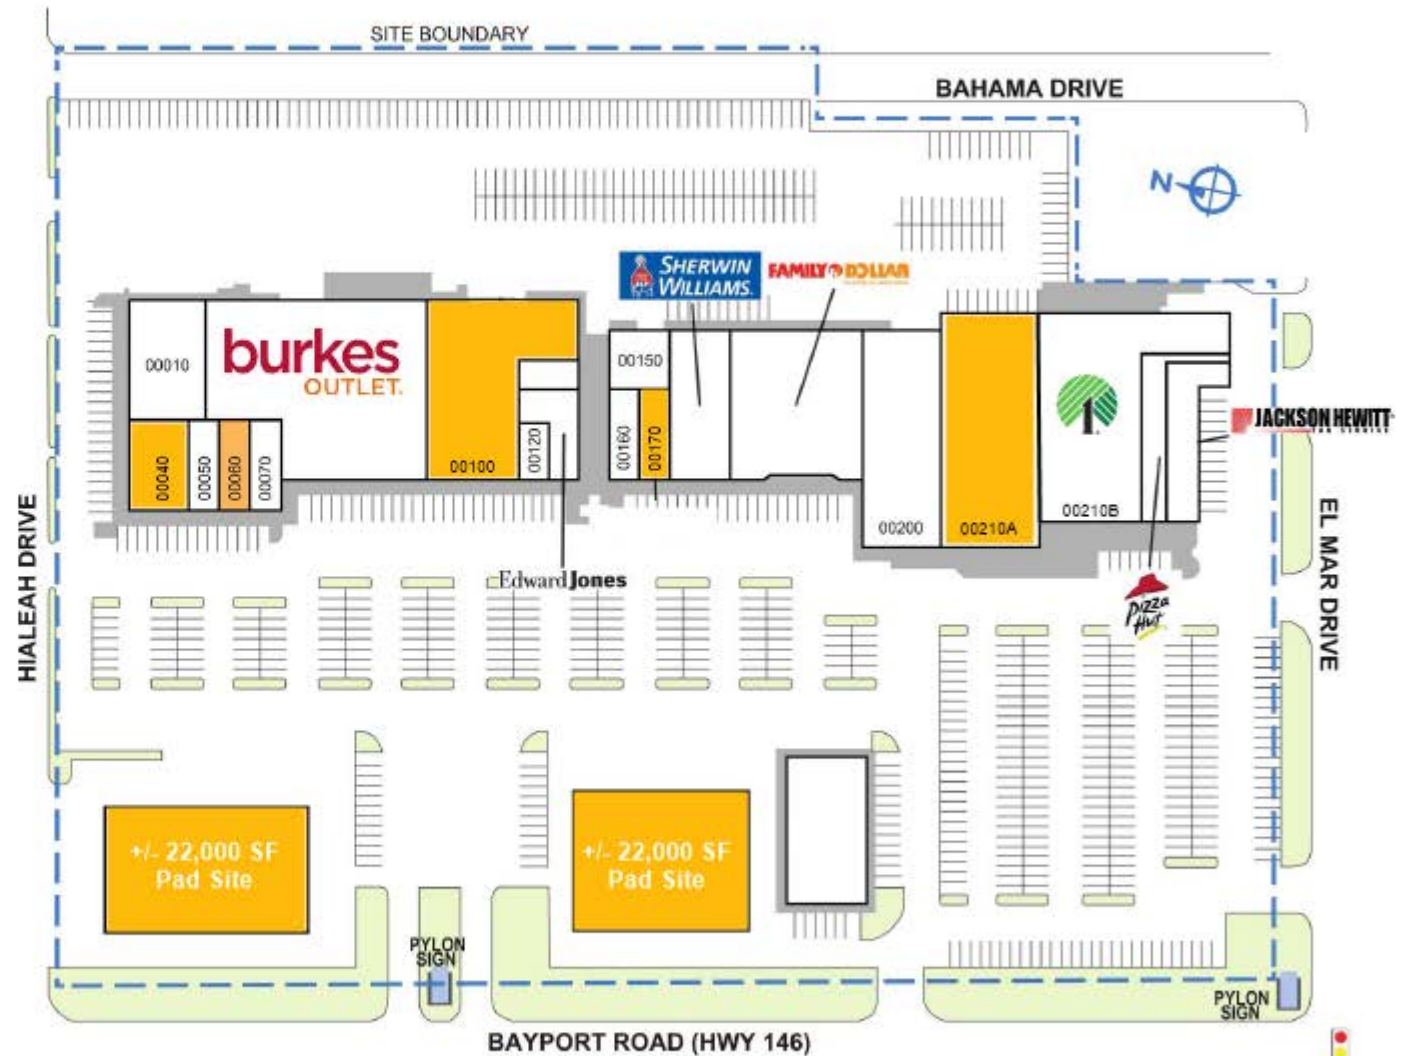 SITE BOUNDARY
BAHAMA DRIVE
N
SHERWIN
WILLIAMS.
FAMILY DOLLAR
burkes
OUTLET.
00010
00150
1
JACKSON HEWITT
00040
00050
00060
00070
00100
00120
00160
00170
00200
00210A
00210B
HIALEAH DRIVE
EL MAR DRIVE
Edward Jones
Pizza
Hut
+/- 22,000 SF
Pad Site
+/- 22,000 SF
Pad Site
PYLON
SIGN
PYLON
SIGN
BAYPORT ROAD (HWY 146)